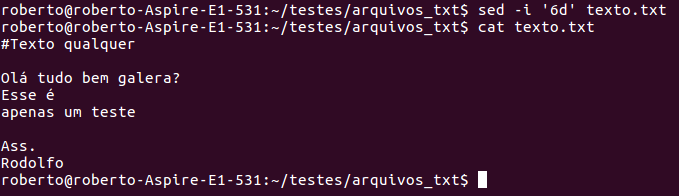 roberto@roberto-Aspire-E1-531:~/testes/arquivos_txt$ sed -i '6d' texto.txt
roberto@roberto-Aspire-E1-531:~/testes/arquivos_txt$ cat texto.txt
#Texto qualquer

Olá tudo bem galera?
Esse é
apenas um teste

Ass.
Rodolfo
roberto@roberto-Aspire-E1-531:~/testes/arquivos_txt$